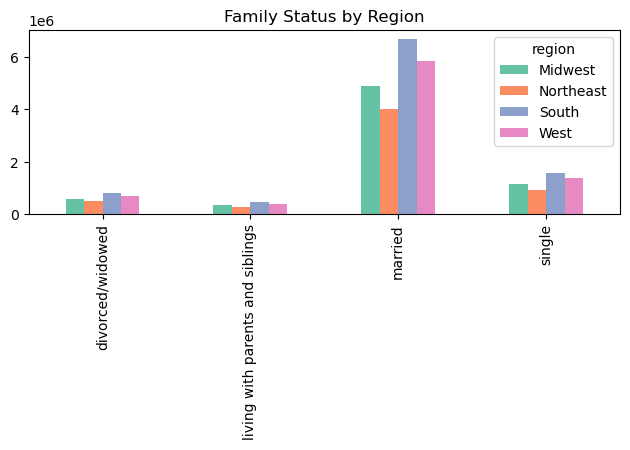 Family Status by Region
1e6
6
4
2
0
region
Midwest
Northeast
South
West
divorced/widowed
living with parents and siblings
married
single